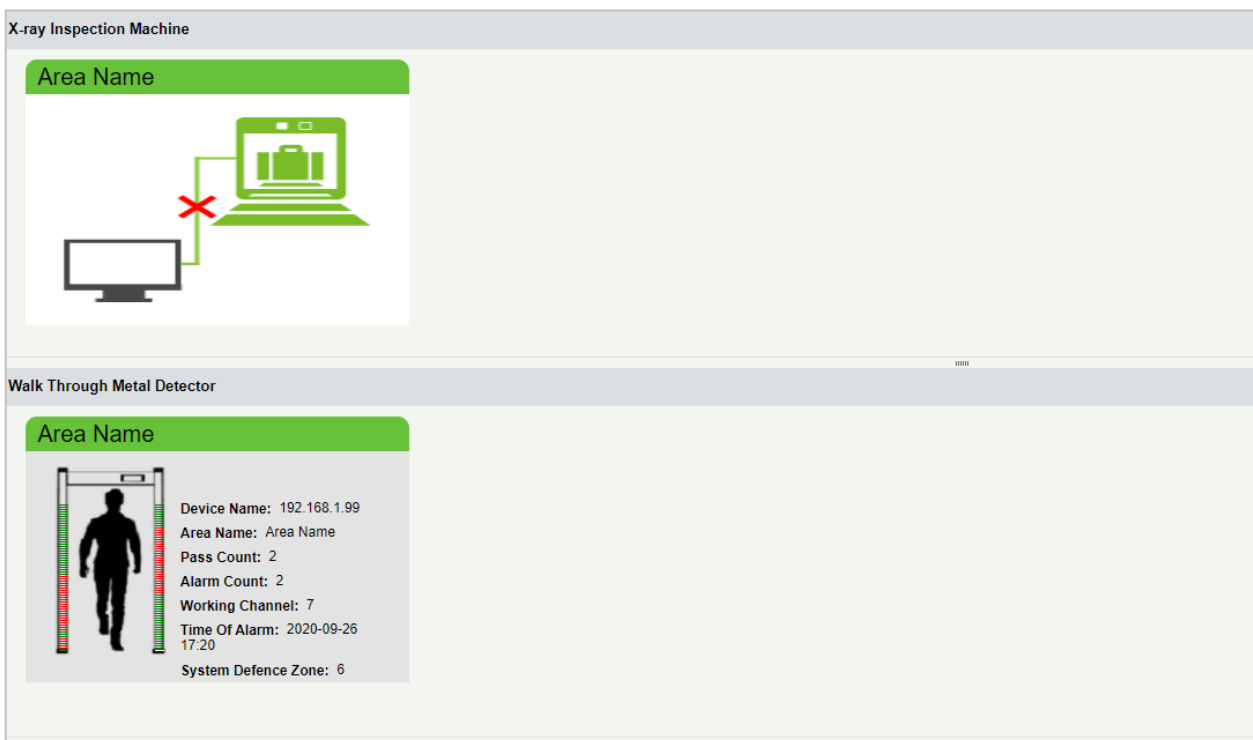 X-ray Inspection Machine
Area Name
Walk Through Metal Detector
Area Name
Device Name: 192.168.1.99
Area Name: Area Name
Pass Count: 2
Alarm Count: 2
Working Channel: 7
Time Of Alarm: 2020-09-26
17:20
System Defence Zone: 6